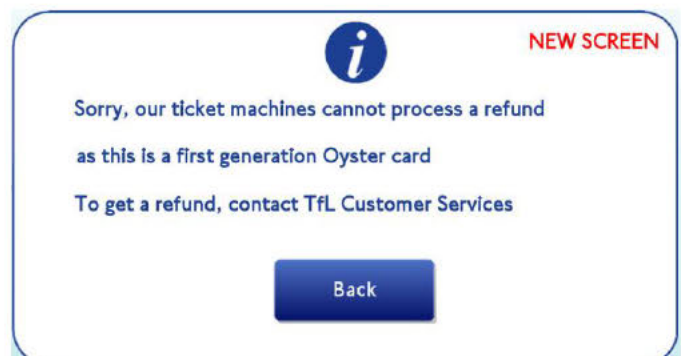 i
NEW SCREEN
Sorry, our ticket machines cannot process a refund
as this is a first generation Oyster card
To get a refund, contact TfL Customer Services
Back